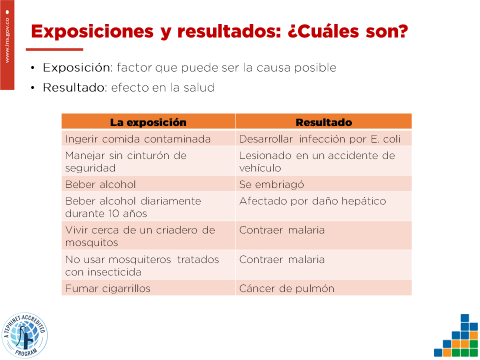 www.ins.gov.co
Exposiciones y resultados: ¿Cuáles son?
• Exposición: factor que puede ser la causa posible
• Resultado: efecto en la salud
La exposición Resultado
Ingerir comida contaminada Desarrollar infección por E. coli
Manejar sin cinturón de Lesionado en un accidente de
seguridad vehículo
Beber alcohol Se embriagó
Beber alcohol diariamente Afectado por daño hepático
durante 10 años
Vivir cerca de un criadero de Contraer malaria
mosquitos
No usar mosquiteros tratados Contraer malaria
con insecticida
Fumar cigarrillos Cáncer de pulmón
A TEPHINET ACCREDITED
PROGRAM